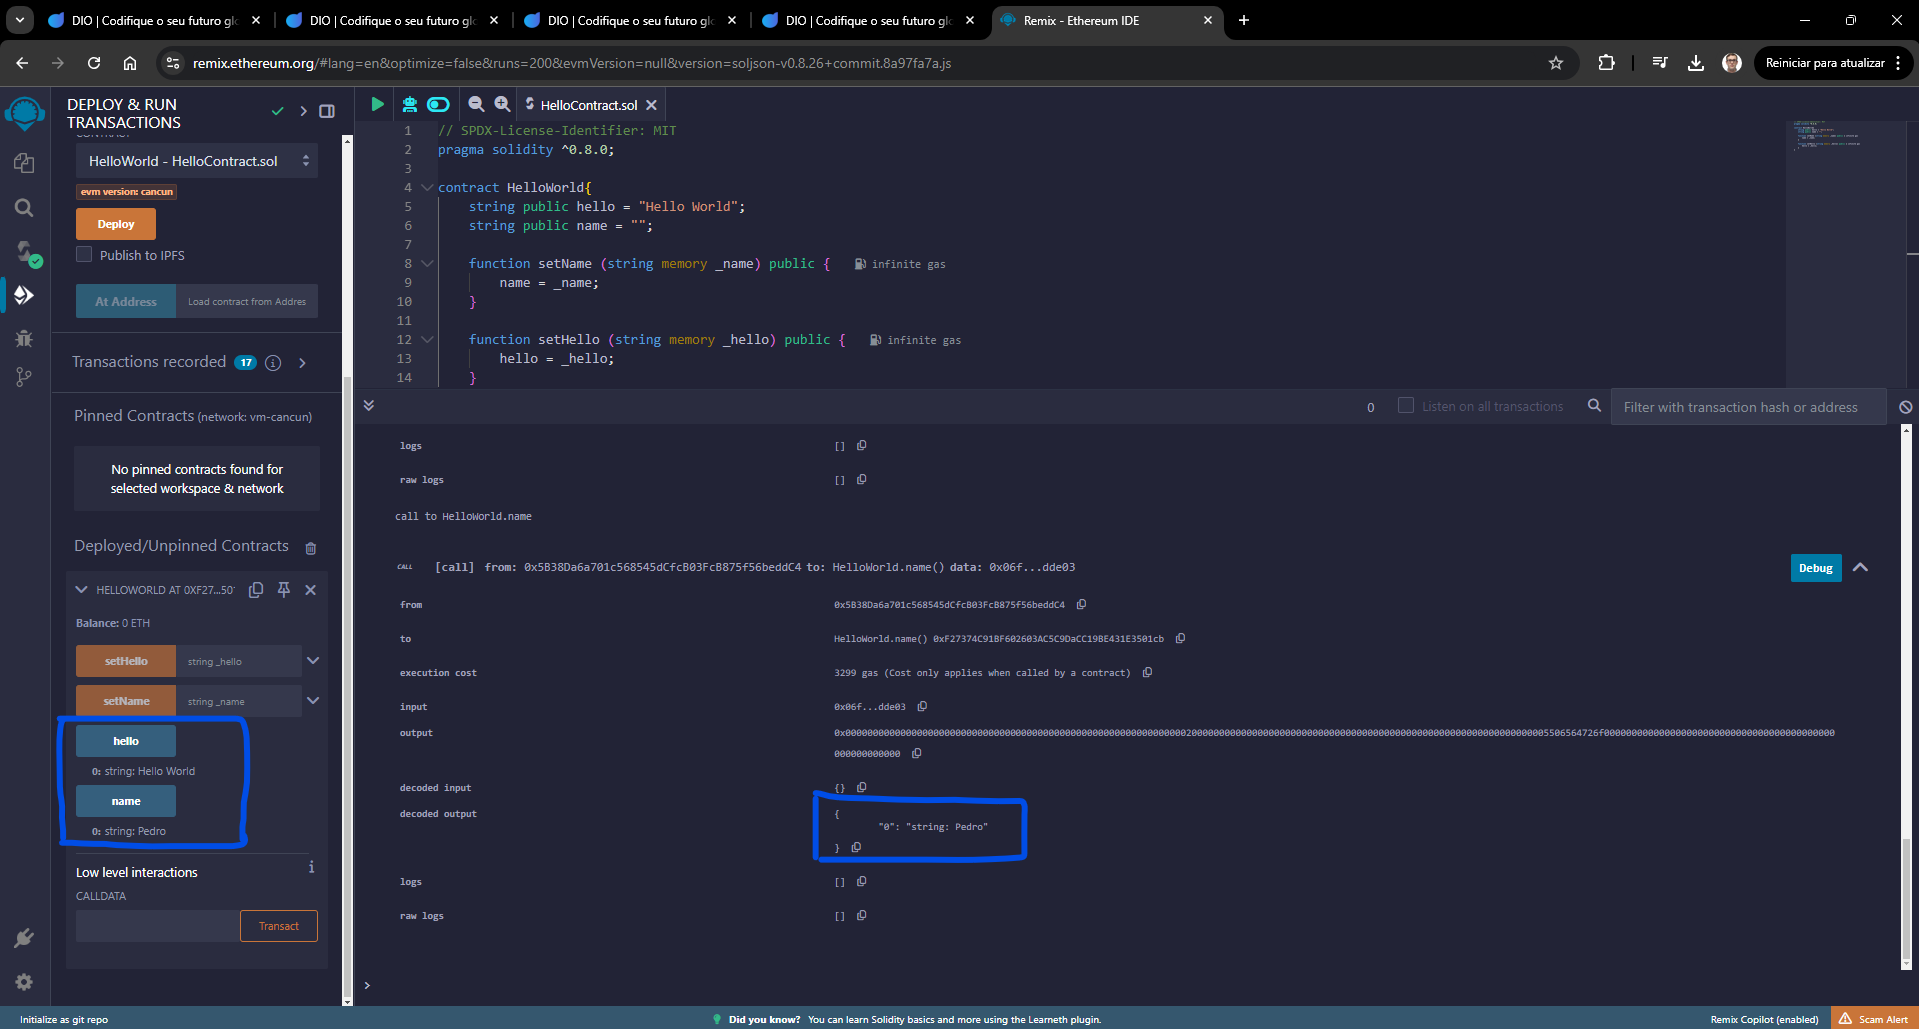 DIO | Codifique o seu futuro glo
DIO | Codifique o seu futuro glo
DIO | Codifique o seu futuro glo
DIO | Codifique o seu futuro glo
Remix - Ethereum IDE
remix.ethereum.org/#lang=en&optimize=false&runs=200&evmVersion=null&version=soljson-v0.8.26+commit.8a97fa7a.js
Reiniciar para atualizar
DEPLOY & RUN
TRANSACTIONS
CONTRACT
HelloWorld - HelloContract.sol
evm version: cancun
Deploy
Publish to IPFS
At Address
Load contract from Addres
Transactions recorded 17
Pinned Contracts (network: vm-cancun)
No pinned contracts found for
selected workspace & network
Deployed/Unpinned Contracts
HELLOWORLD AT 0XF27...501
Balance: 0 ETH
setHello
string _hello
setName
string _name
hello
0: string: Hello World
name
0: string: Pedro
Low level interactions
i
CALLDATA
Transact
HelloContract.sol
1 // SPDX-License-Identifier: MIT
2 pragma solidity ^0.8.0;
3
4 contract HelloWorld{
5 string public hello = "Hello World";
6 string public name = "";
7
8 function setName (string memory _name) public { infinite gas
9 name = _name;
10 }
11
12 function setHello (string memory _hello) public { infinite gas
13 hello = _hello;
14 }
0
Listen on all transactions
Filter with transaction hash or address
logs []
raw logs []
call to HelloWorld.name
CALL [call] from: 0x5B38Da6a701c568545dCfcB03FcB875f56beddC4 to: HelloWorld.name() data: 0x06f...dde03
Debug
from 0x5B38Da6a701c568545dCfcB03FcB875f56beddC4
to HelloWorld.name() 0xF27374C91BF602603AC5C9DaCC19BE431E3501cb
execution cost 3299 gas (Cost only applies when called by a contract)
input 0x06f...dde03
output
decoded input {}
decoded output {
"0": "string: Pedro"
}
logs []
raw logs []
>
Initialize as git repo
Did you know? You can learn Solidity basics and more using the Learneth plugin.
Remix Copilot (enabled)
Scam Alert